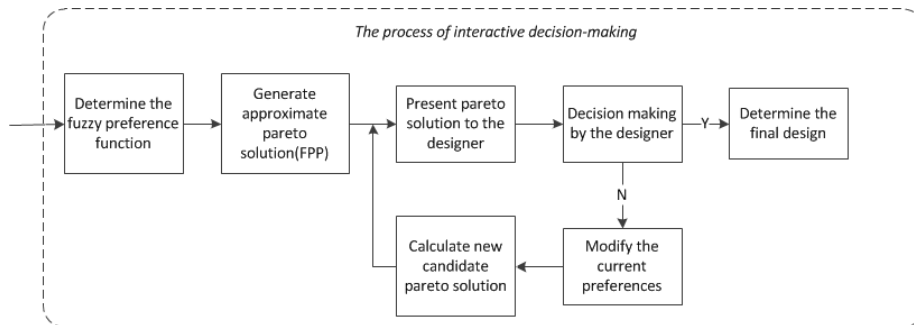 The process of interactive decision-making
Determine the
fuzzy preference
function
Generate
approximate
pareto
solution(FPP)
Present pareto
solution to the
designer
Decision making
by the designer
Y
Determine the
final design
N
Calculate new
candidate
pareto solution
Modify the
current
preferences